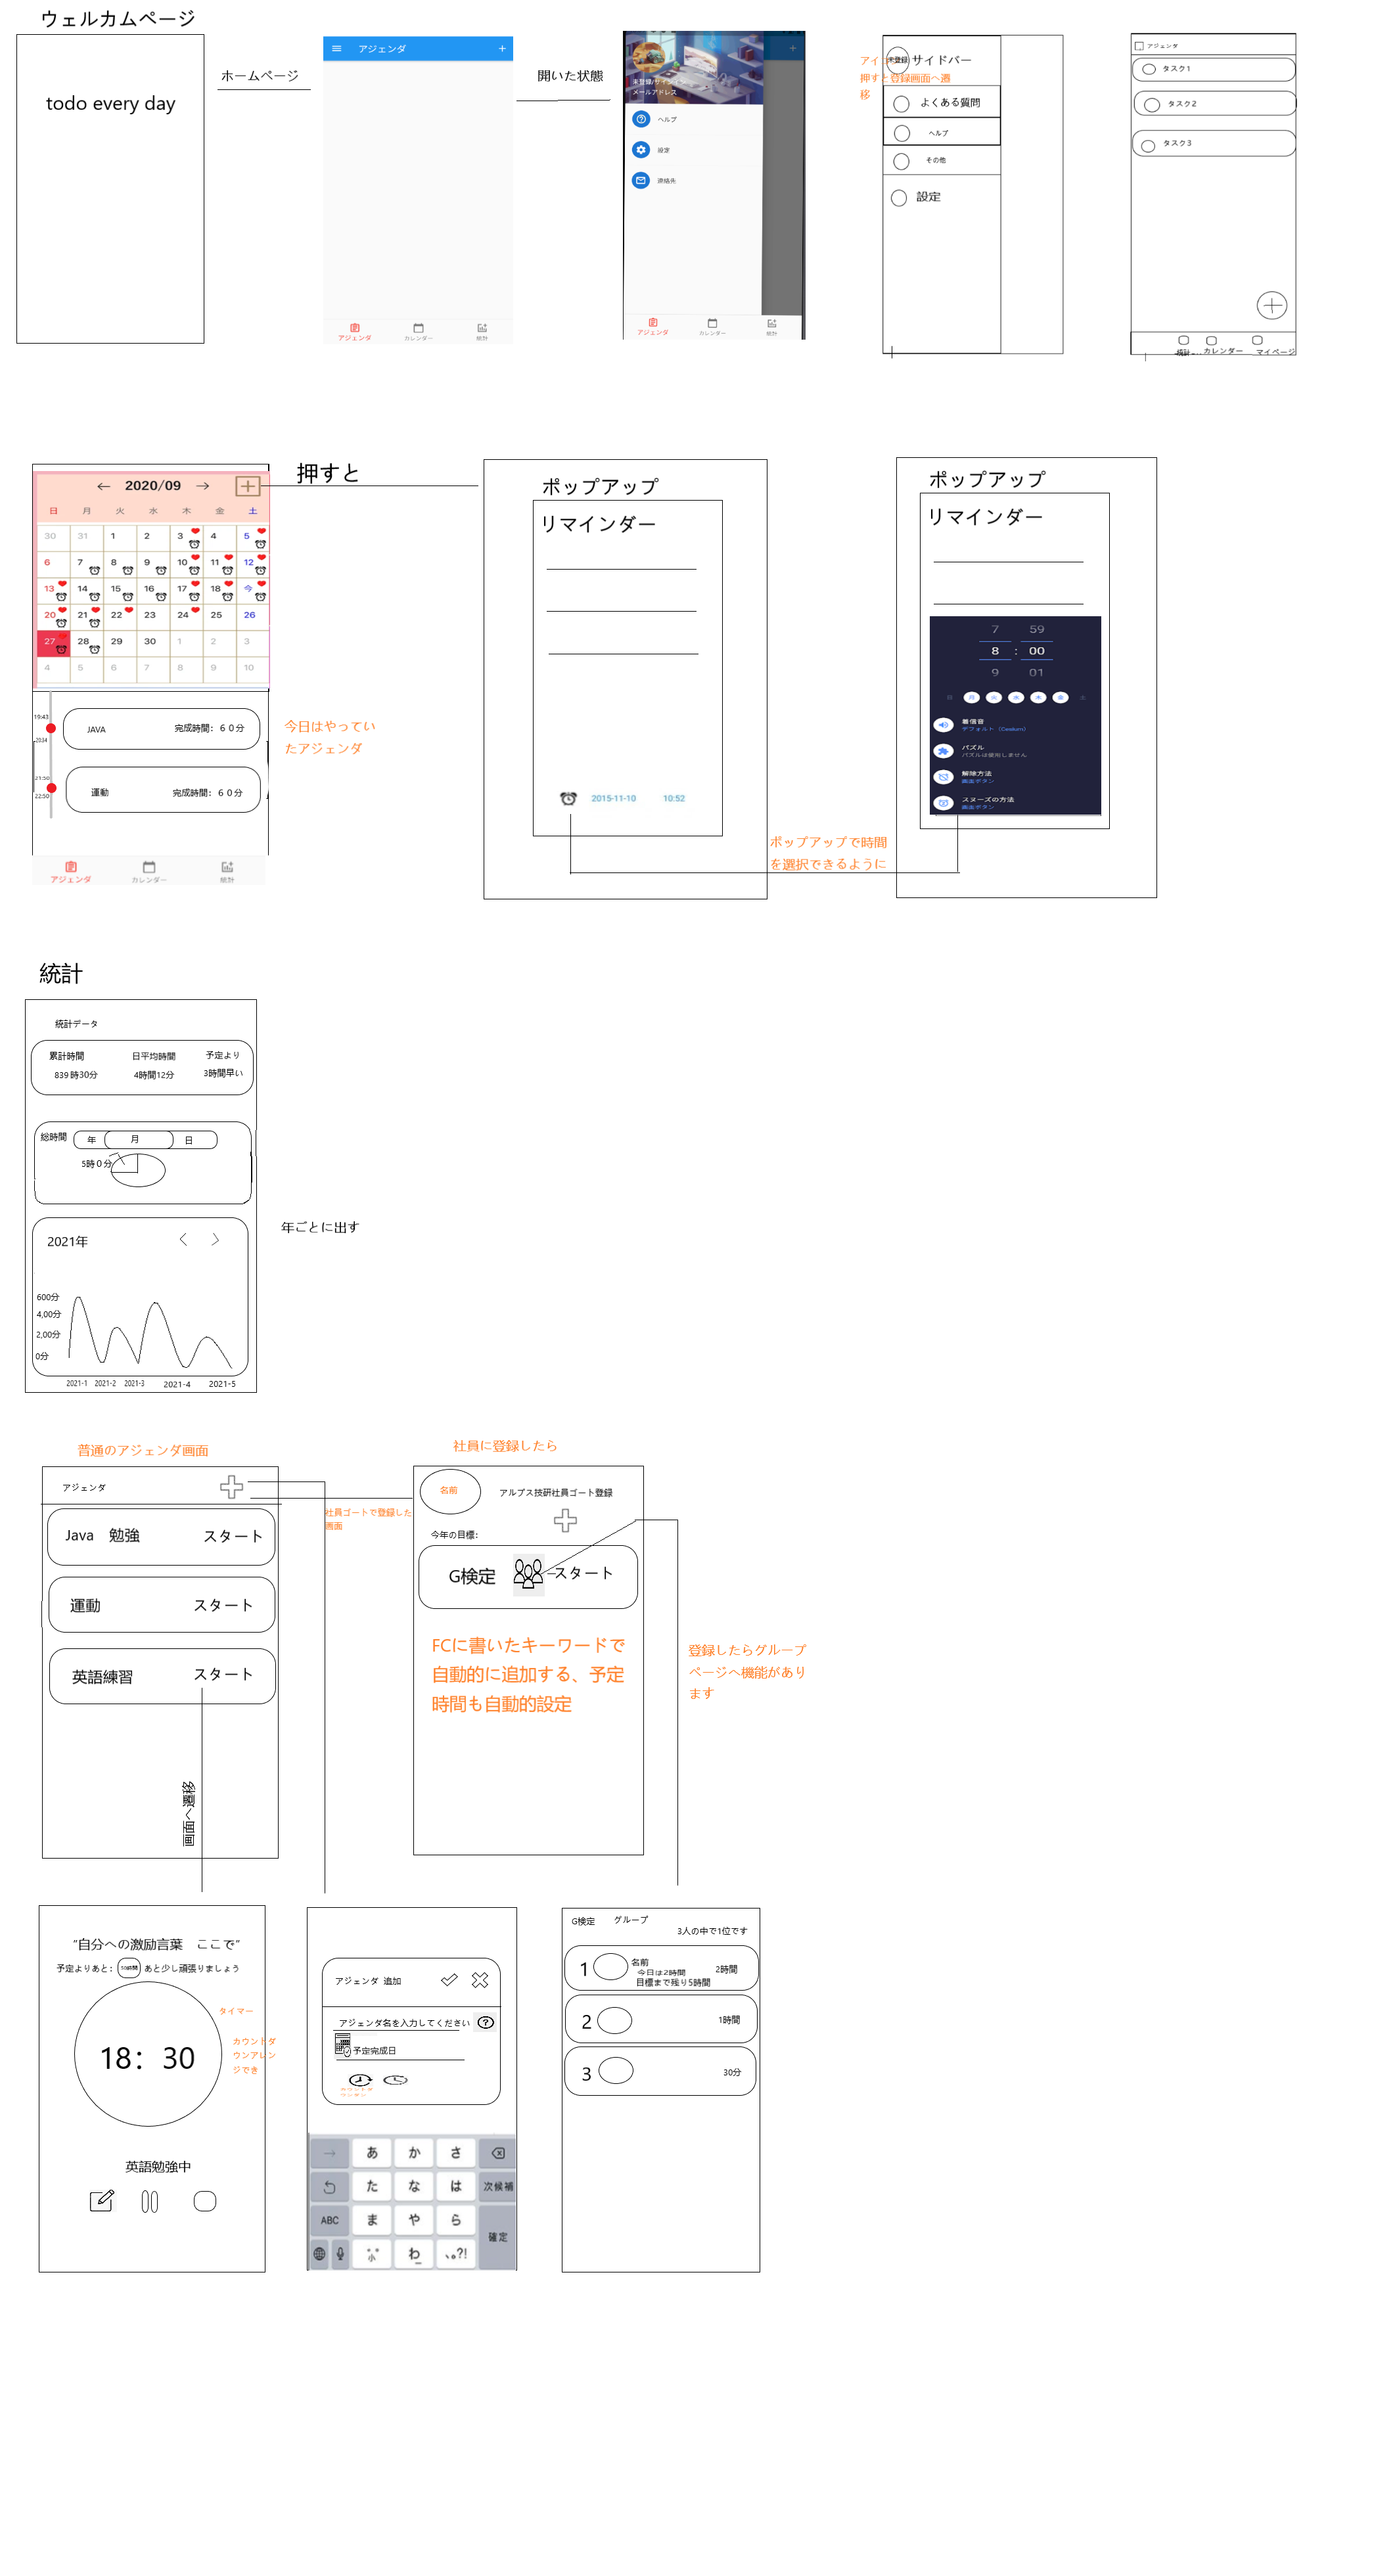 ウェルカムページ
todo every day
ホームページ
アジェンダ
アジェンダ
カレンダー
統計
開いた状態
未登録/サインイン
メールアドレス
ヘルプ
設定
連絡先
アジェンダ
カレンダー
統計
押すと登録画面へ遷
移
未登録
サイドバー
よくある質問
ヘルプ
その他
設定
アジェンダ
タスク1
タスク2
タスク3
統計
カレンダー
マイページ
2020/09
日 月 火 水 木 金 土
30 31 1 2 3 4 5
6 7 8 9 10 11 12
13 14 15 16 17 18 今
20 21 22 23 24 25 26
27 28 29 30 1 2 3
4 5 6 7 8 9 10
押すと
19:43
2034
JAVA
完成時間：６０分
21:50
22:50
運動
完成時間：６０分
今日はやってい
たアジェンダ
アジェンダ
カレンダー
統計
ポップアップ
リマインダー
2015-11-10 10:52
ポップアップで時間
を選択できるように
ポップアップ
リマインダー
7 59
8 : 00
9 01
日 月 火 水 木 金 土
着信音
デフォルト（Cesium）
パズル
パズルは使用しません
解除方法
画面ボタン
スヌーズの方法
画面ボタン
統計
統計データ
累計時間
日平均時間
予定より
839 時30分
4時間12分
3時間早い
総時間
年
月
日
5時０分
2021年
600分
4,00分
2,00分
0分
2021-1
2021-2
2021-3
2021-4
2021-5
年ごとに出す
普通のアジェンダ画面
アジェンダ
Java 勉強
スタート
運動
スタート
英語練習
スタート
画面へ遷移
社員ゴートで登録した
画面
社員に登録したら
名前
アルプス技研社員ゴート登録
今年の目標：
G検定
スタート
FCに書いたキーワードで
自動的に追加する、予定
時間も自動的設定
登録したらグループ
ページへ機能があり
ます
”自分への激励言葉 ここで”
予定よりあと：
あと少し頑張りましょう
18：30
タイマー
カウントダ
ウンアレン
ジでき
英語勉強中
アジェンダ 追加
アジェンダ名を入力してください
予定完成日
→ あ か さ
た な は 次候補
ABC ま や ら
確定
小 わ 、。?!
G検定
グループ
3人の中で1位です
1
名前
今日は2時間
目標まで残り5時間
2時間
2
1時間
3
30分